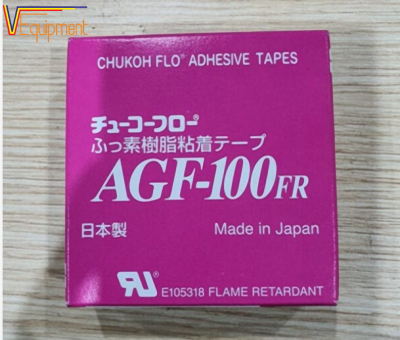 VEquipment
CHUKOH FLO® ADHESIVE TAPES
チューコーフロー®
ふっ素樹脂粘着テープ
AGF-100FR
日本製 Made in Japan
RU®
E105318 FLAME RETARDANT